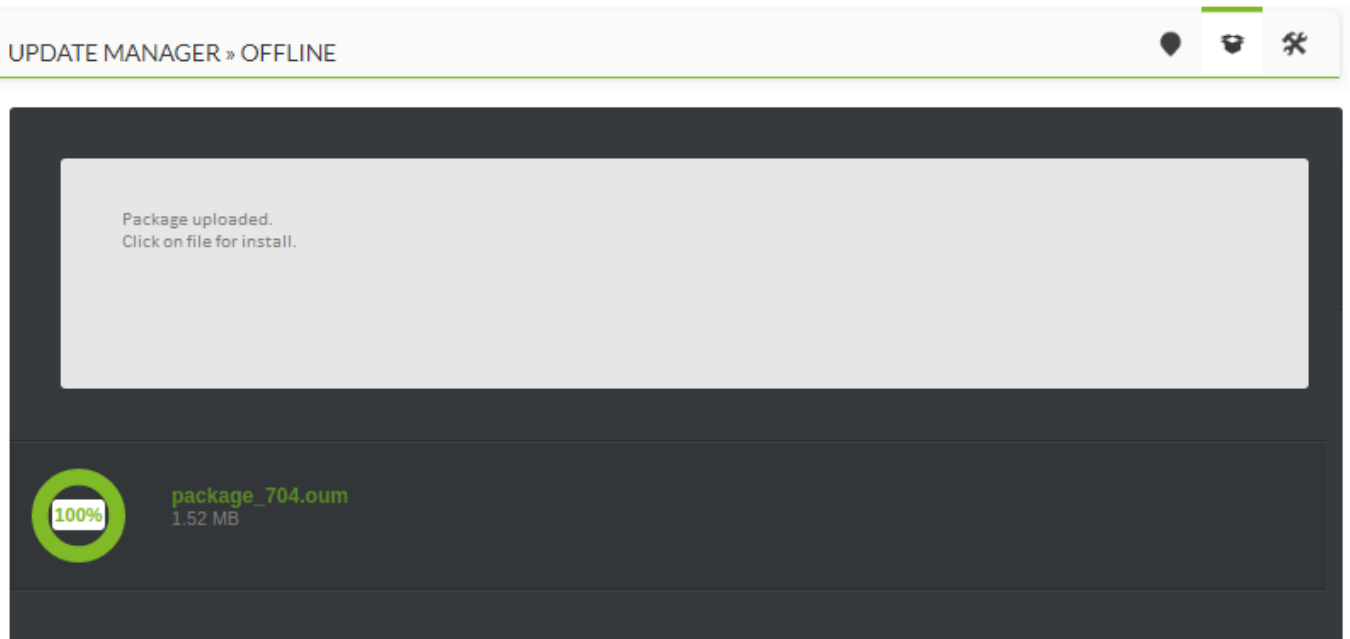 UPDATE MANAGER » OFFLINE
Package uploaded.
Click on file for install.
100%
package_704.oum
1.52 MB